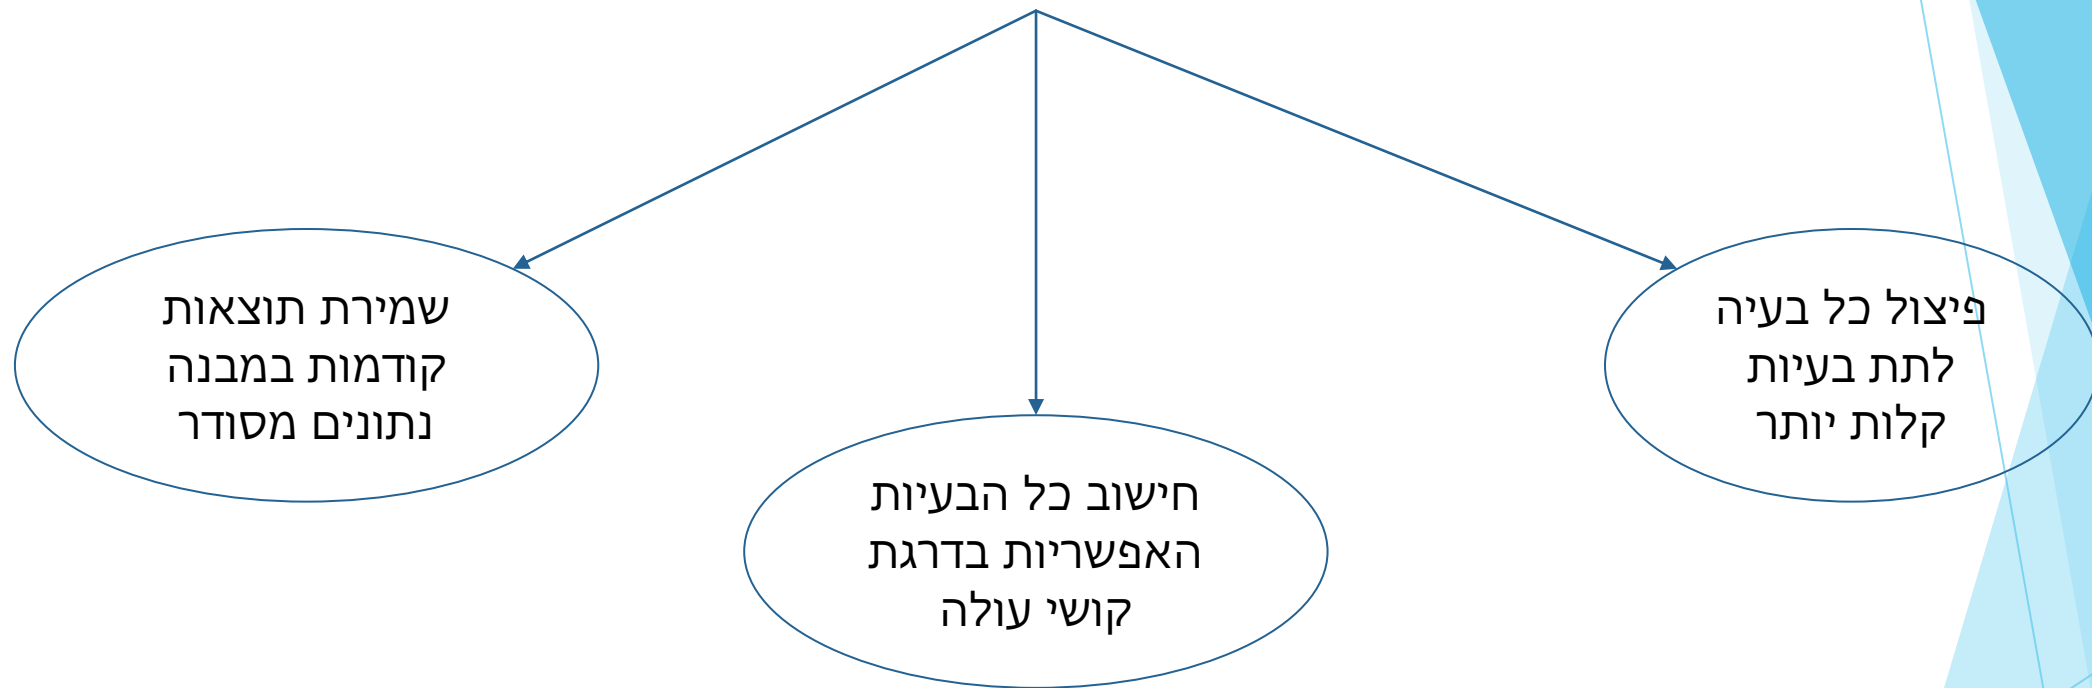 פיצול כל בעיה
לתת בעיות
קלות יותר
חישוב כל הבעיות
האפשריות בדרגת
קושי עולה
שמירת תוצאות
קודמות במבנה
נתונים מסודר